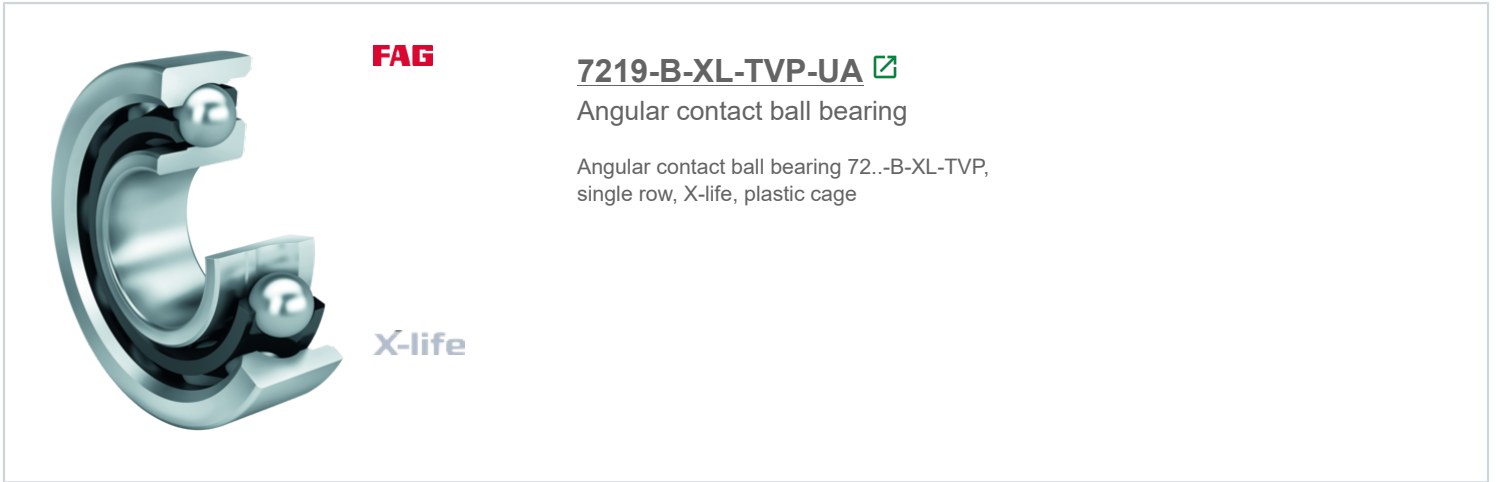 FAG
7219-B-XL-TVP-UA
Angular contact ball bearing
Angular contact ball bearing 72..-B-XL-TVP,
single row, X-life, plastic cage
X-life